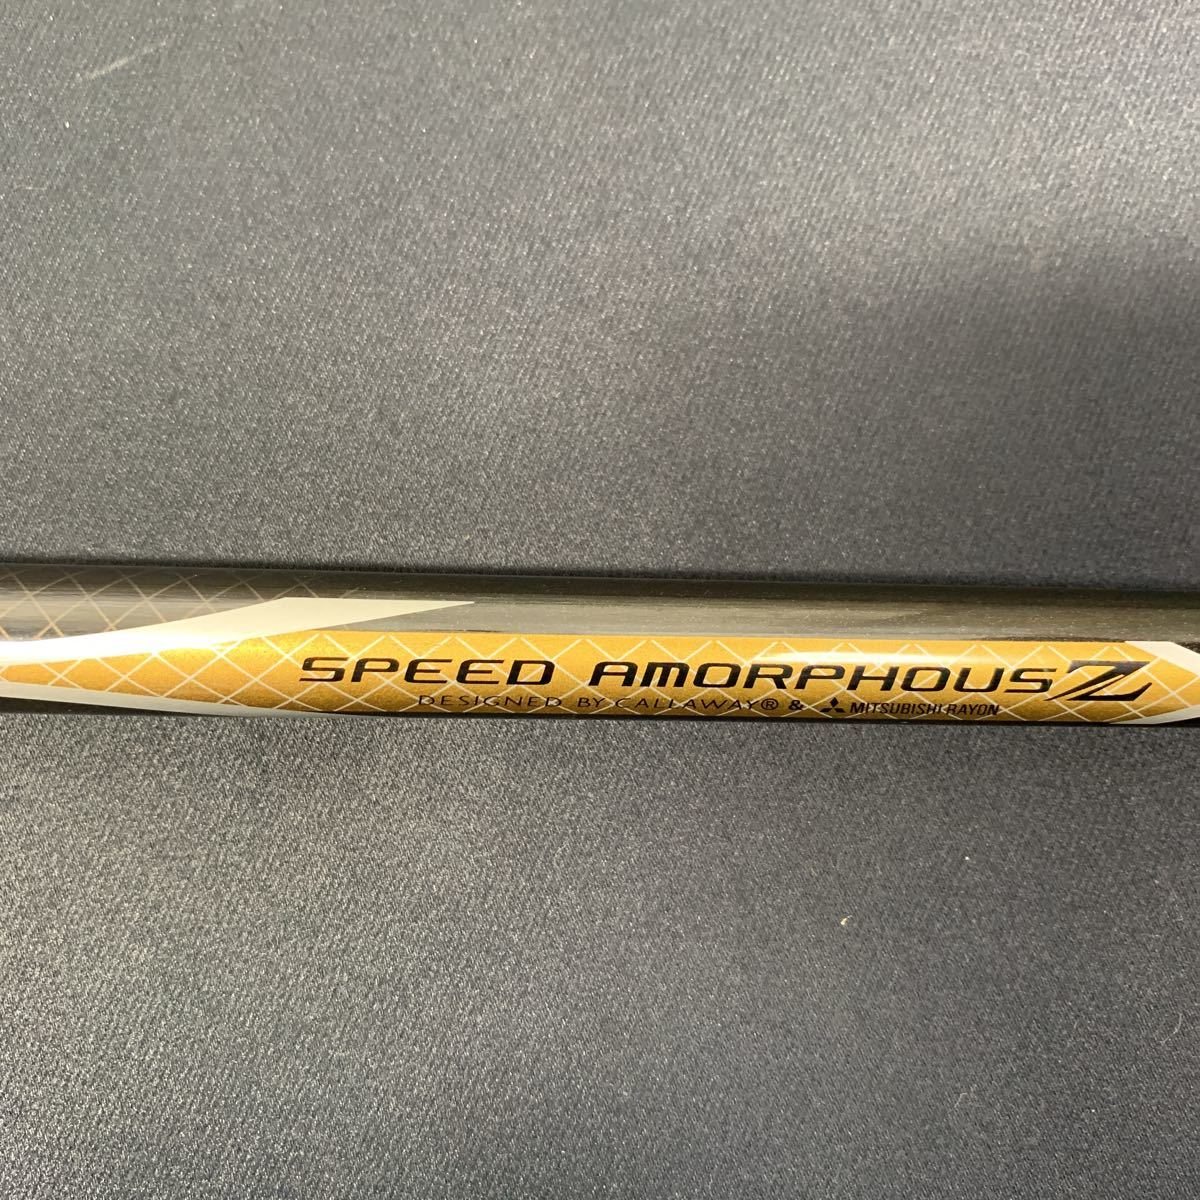 SPEED AMORPHOUS Z
DESIGNED BY CALLAWAY® & MITSUBISHI RAYON